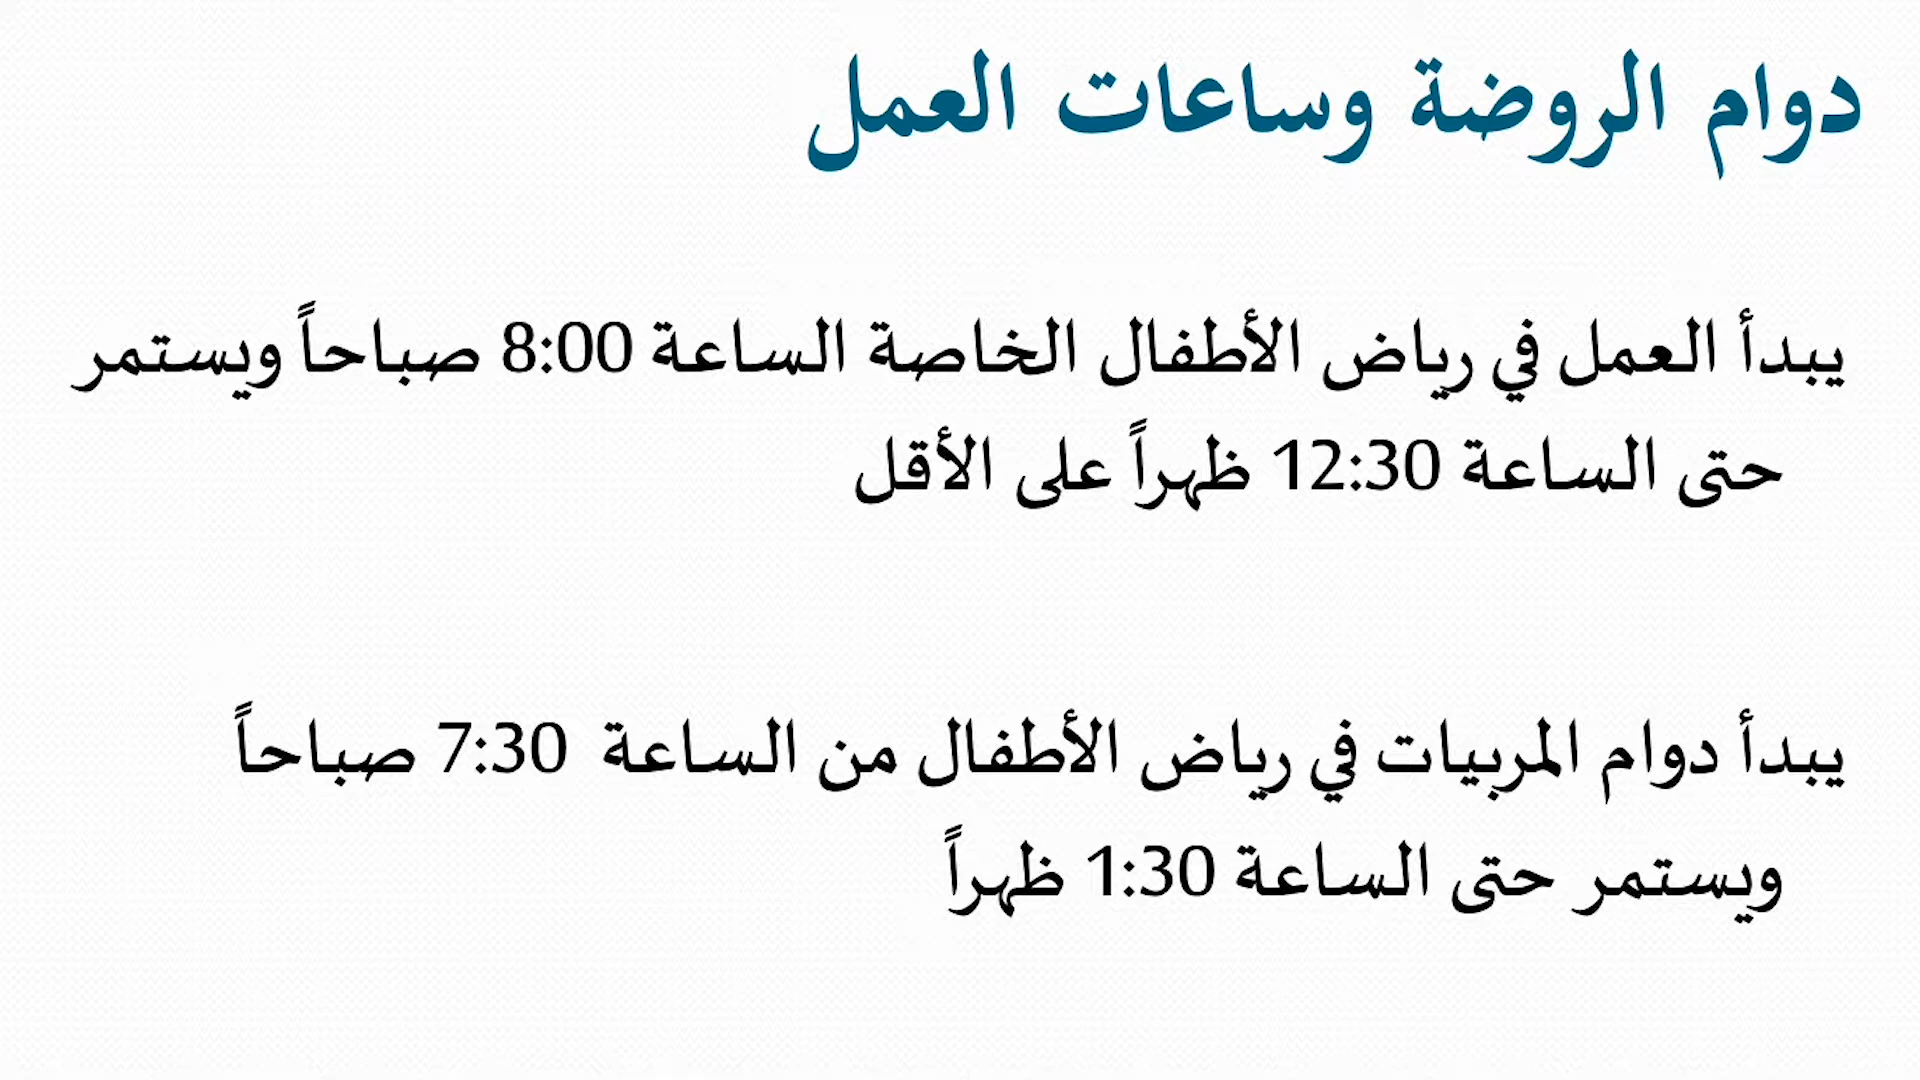 دوام الروضة وساعات العمل
يبدأ العمل في رياض الأطفال الخاصة الساعة 8:00 صباحاً ويستمر
حتى الساعة 12:30 ظهراً على الأقل
يبدأ دوام المربيات في رياض الأطفال من الساعة 7:30 صباحاً
ويستمر حتى الساعة 1:30 ظهراً